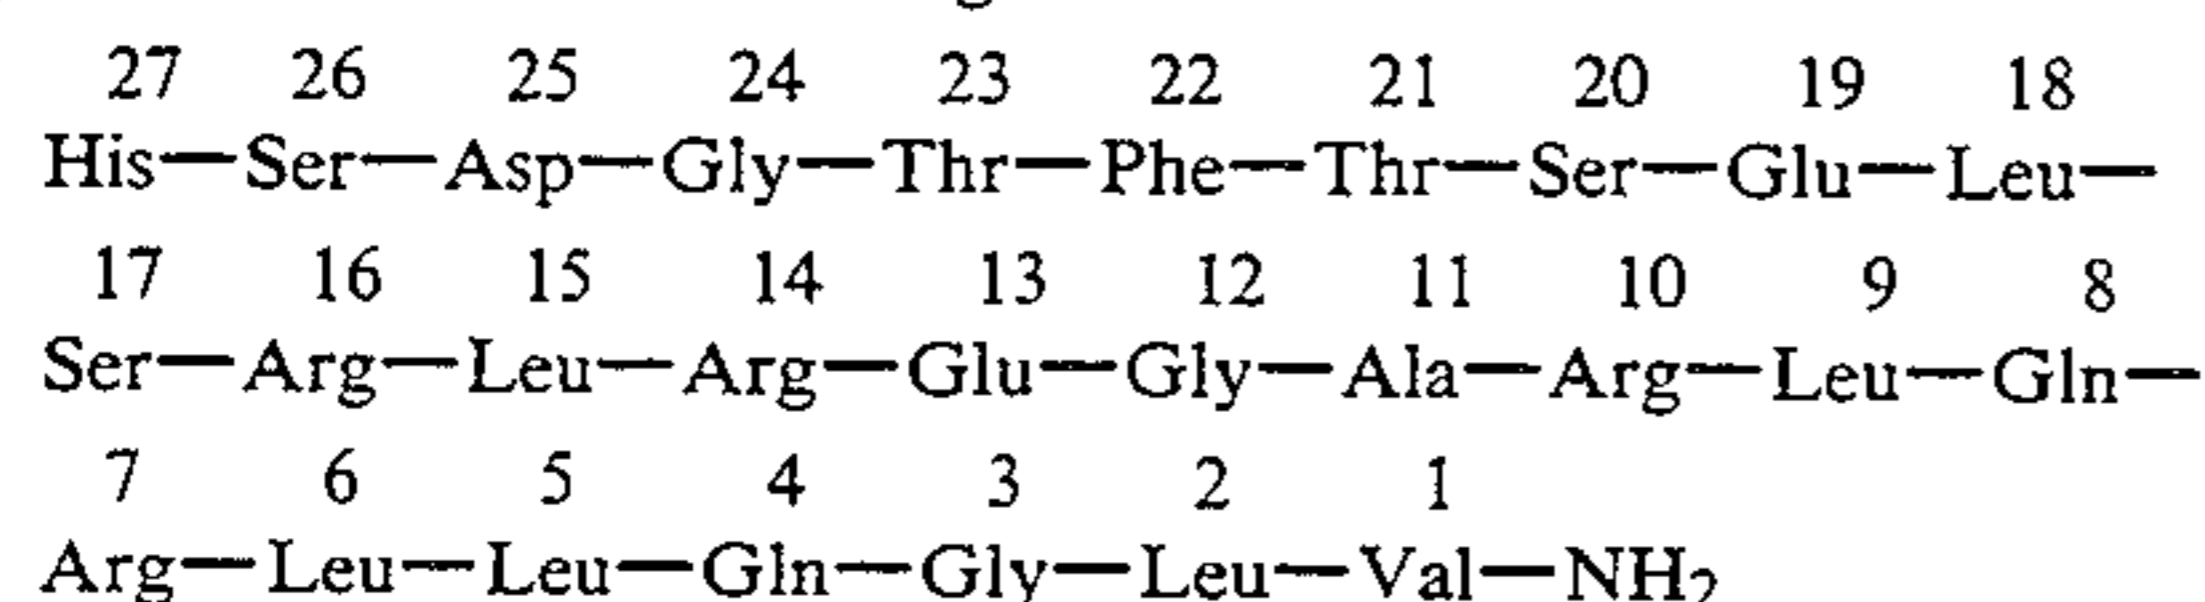 27 26 25 24 23 22 21 20 19 18
His—Ser—Asp—Gly—Thr—Phe—Thr—Ser—Glu—Leu—
17 16 15 14 13 12 11 10 9 8
Ser—Arg—Leu—Arg—Glu—Gly—Ala—Arg—Leu—Gln—
7 6 5 4 3 2 1
Arg—Leu—Leu—Gln—Gly—Leu—Val—NH₂